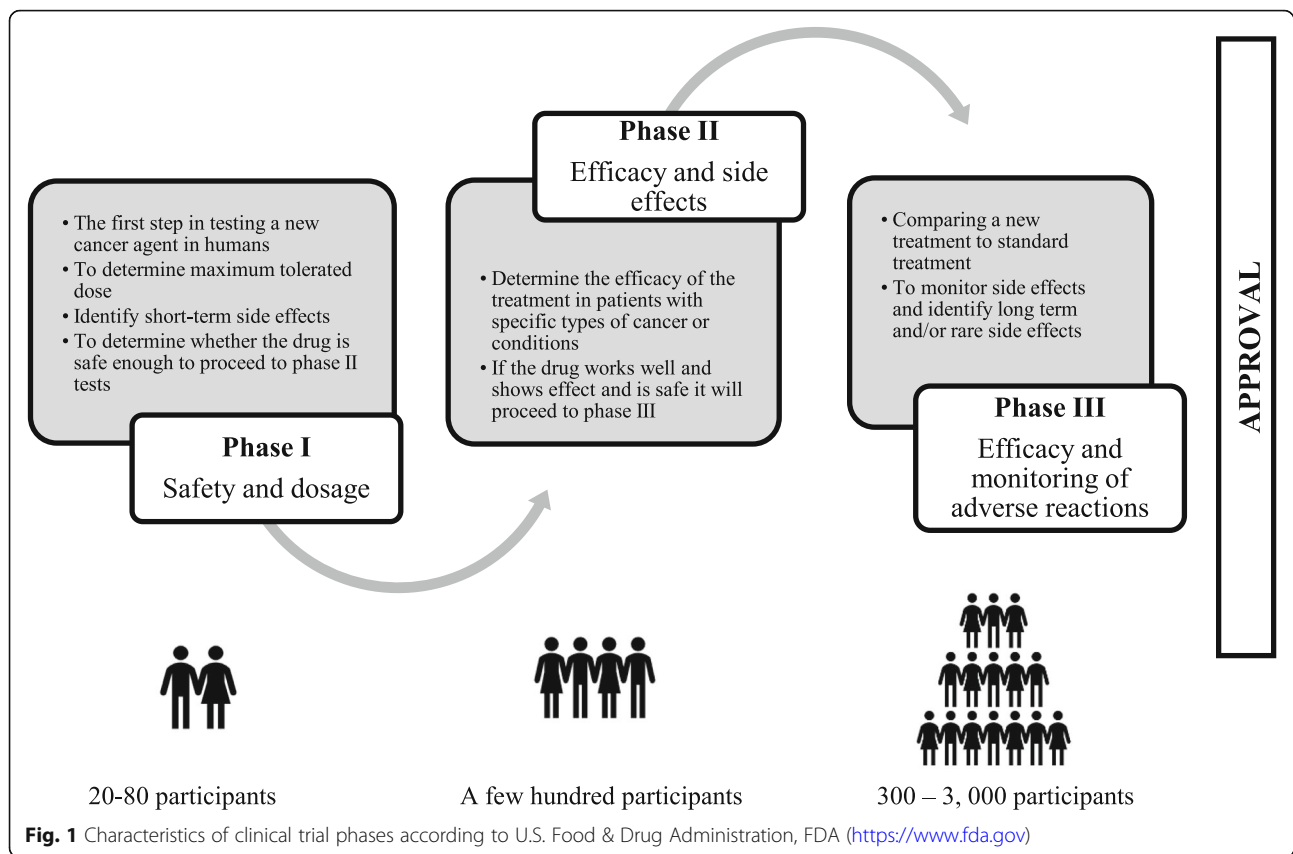 • The first step in testing a new
cancer agent in humans
• To determine maximum tolerated
dose
• Identify short-term side effects
• To determine whether the drug is
safe enough to proceed to phase II
tests
Phase I
Safety and dosage
20-80 participants
Phase II
Efficacy and side
effects
• Determine the efficacy of the
treatment in patients with
specific types of cancer or
conditions
• If the drug works well and
shows effect and is safe it will
proceed to phase III
A few hundred participants
• Comparing a new
treatment to standard
treatment
• To monitor side effects
and identify long term
and/or rare side effects
Phase III
Efficacy and
monitoring of
adverse reactions
300 – 3, 000 participants
APPROVAL
Fig. 1 Characteristics of clinical trial phases according to U.S. Food & Drug Administration, FDA (https://www.fda.gov)